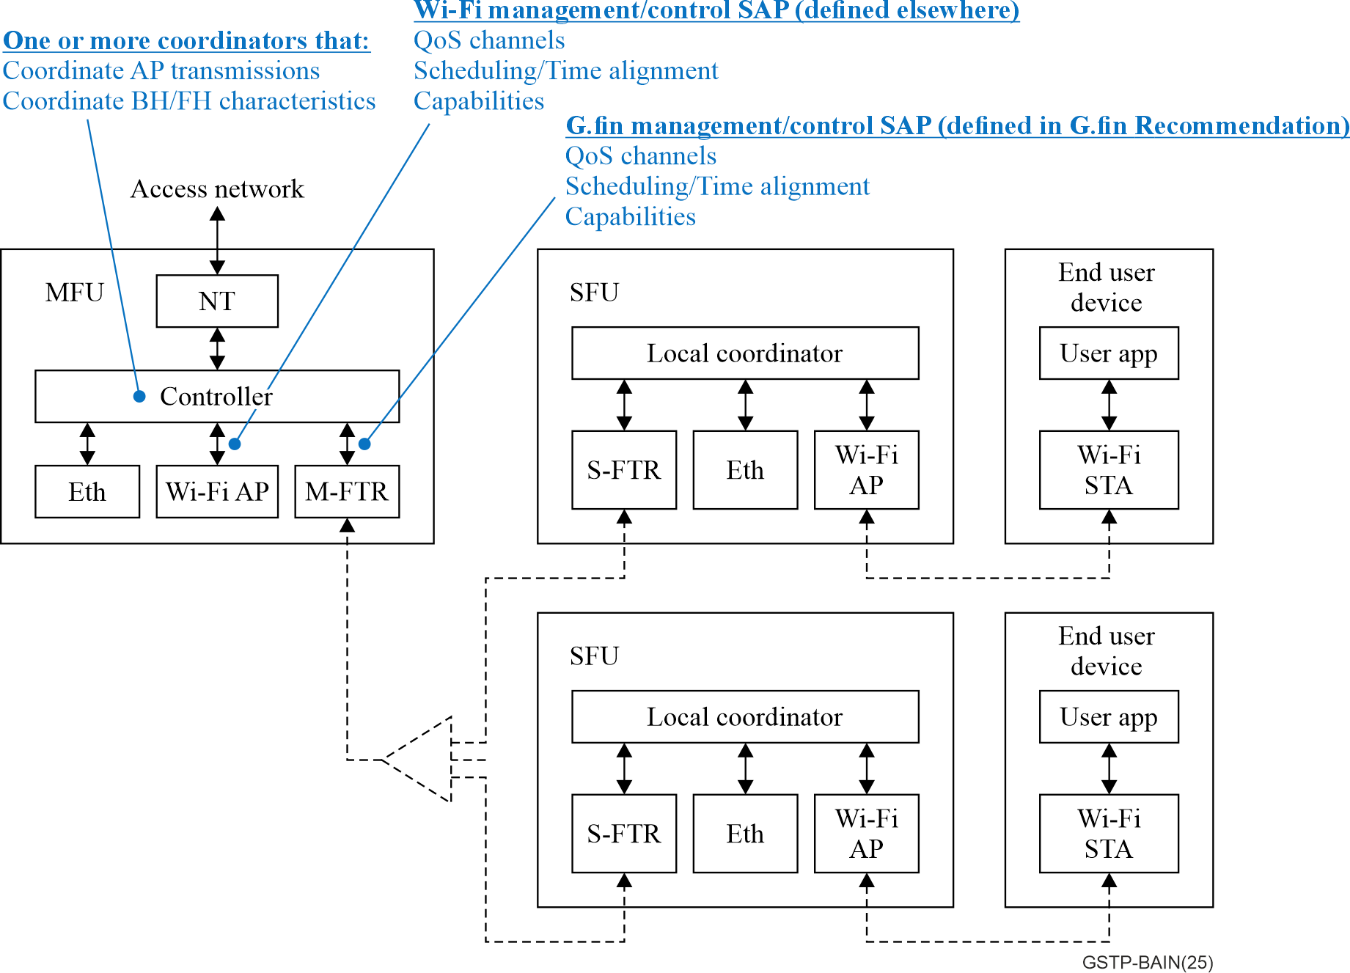 Wi-Fi management/control SAP (defined elsewhere)
QoS channels
Scheduling/Time alignment
Capabilities
One or more coordinators that:
Coordinate AP transmissions
Coordinate BH/FH characteristics
G.fin management/control SAP (defined in G.fin Recommendation)
QoS channels
Scheduling/Time alignment
Capabilities
Access network
MFU
NT
Controller
Eth
Wi-Fi AP
M-FTR
SFU
Local coordinator
S-FTR
Eth
Wi-Fi
AP
End user
device
User app
Wi-Fi
STA
SFU
Local coordinator
S-FTR
Eth
Wi-Fi
AP
End user
device
User app
Wi-Fi
STA
GSTP-BAIN(25)